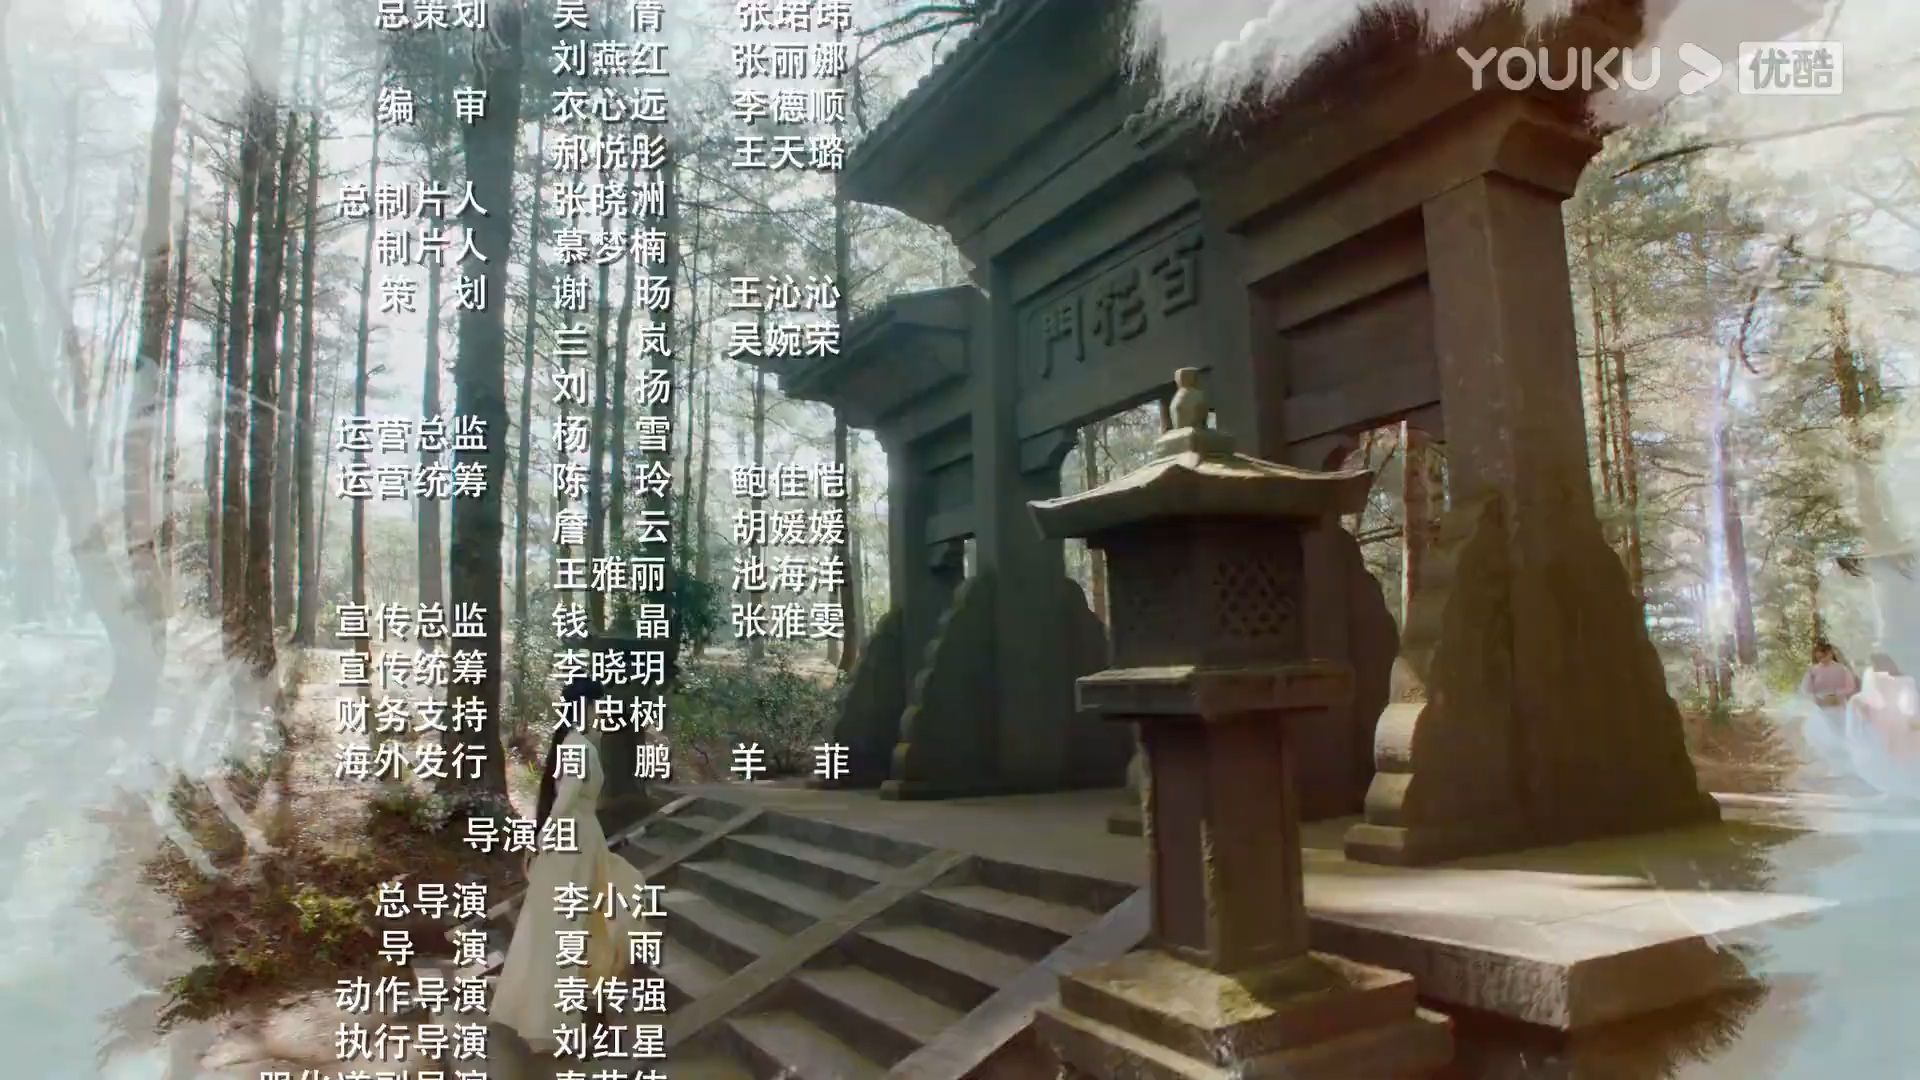 总策划 吴倩 张珺玮
刘燕红 张丽娜
编审 衣心远 李德顺
郝悦彤 王天璐
总制片人 张晓洲
制片人 慕梦楠
策划 谢旸 王沁沁
兰岚 吴婉荣
刘扬
运营总监 杨雪
运营统筹 陈玲 鲍佳恺
詹云 胡媛媛
王雅丽 池海洋
宣传总监 钱晶 张雅雯
宣传统筹 李晓玥
财务支持 刘忠树
海外发行 周鹏 羊菲
导演组
总导演 李小江
导演 夏雨
动作导演 袁传强
执行导演 刘红星
YOUKU 优酷
門花百